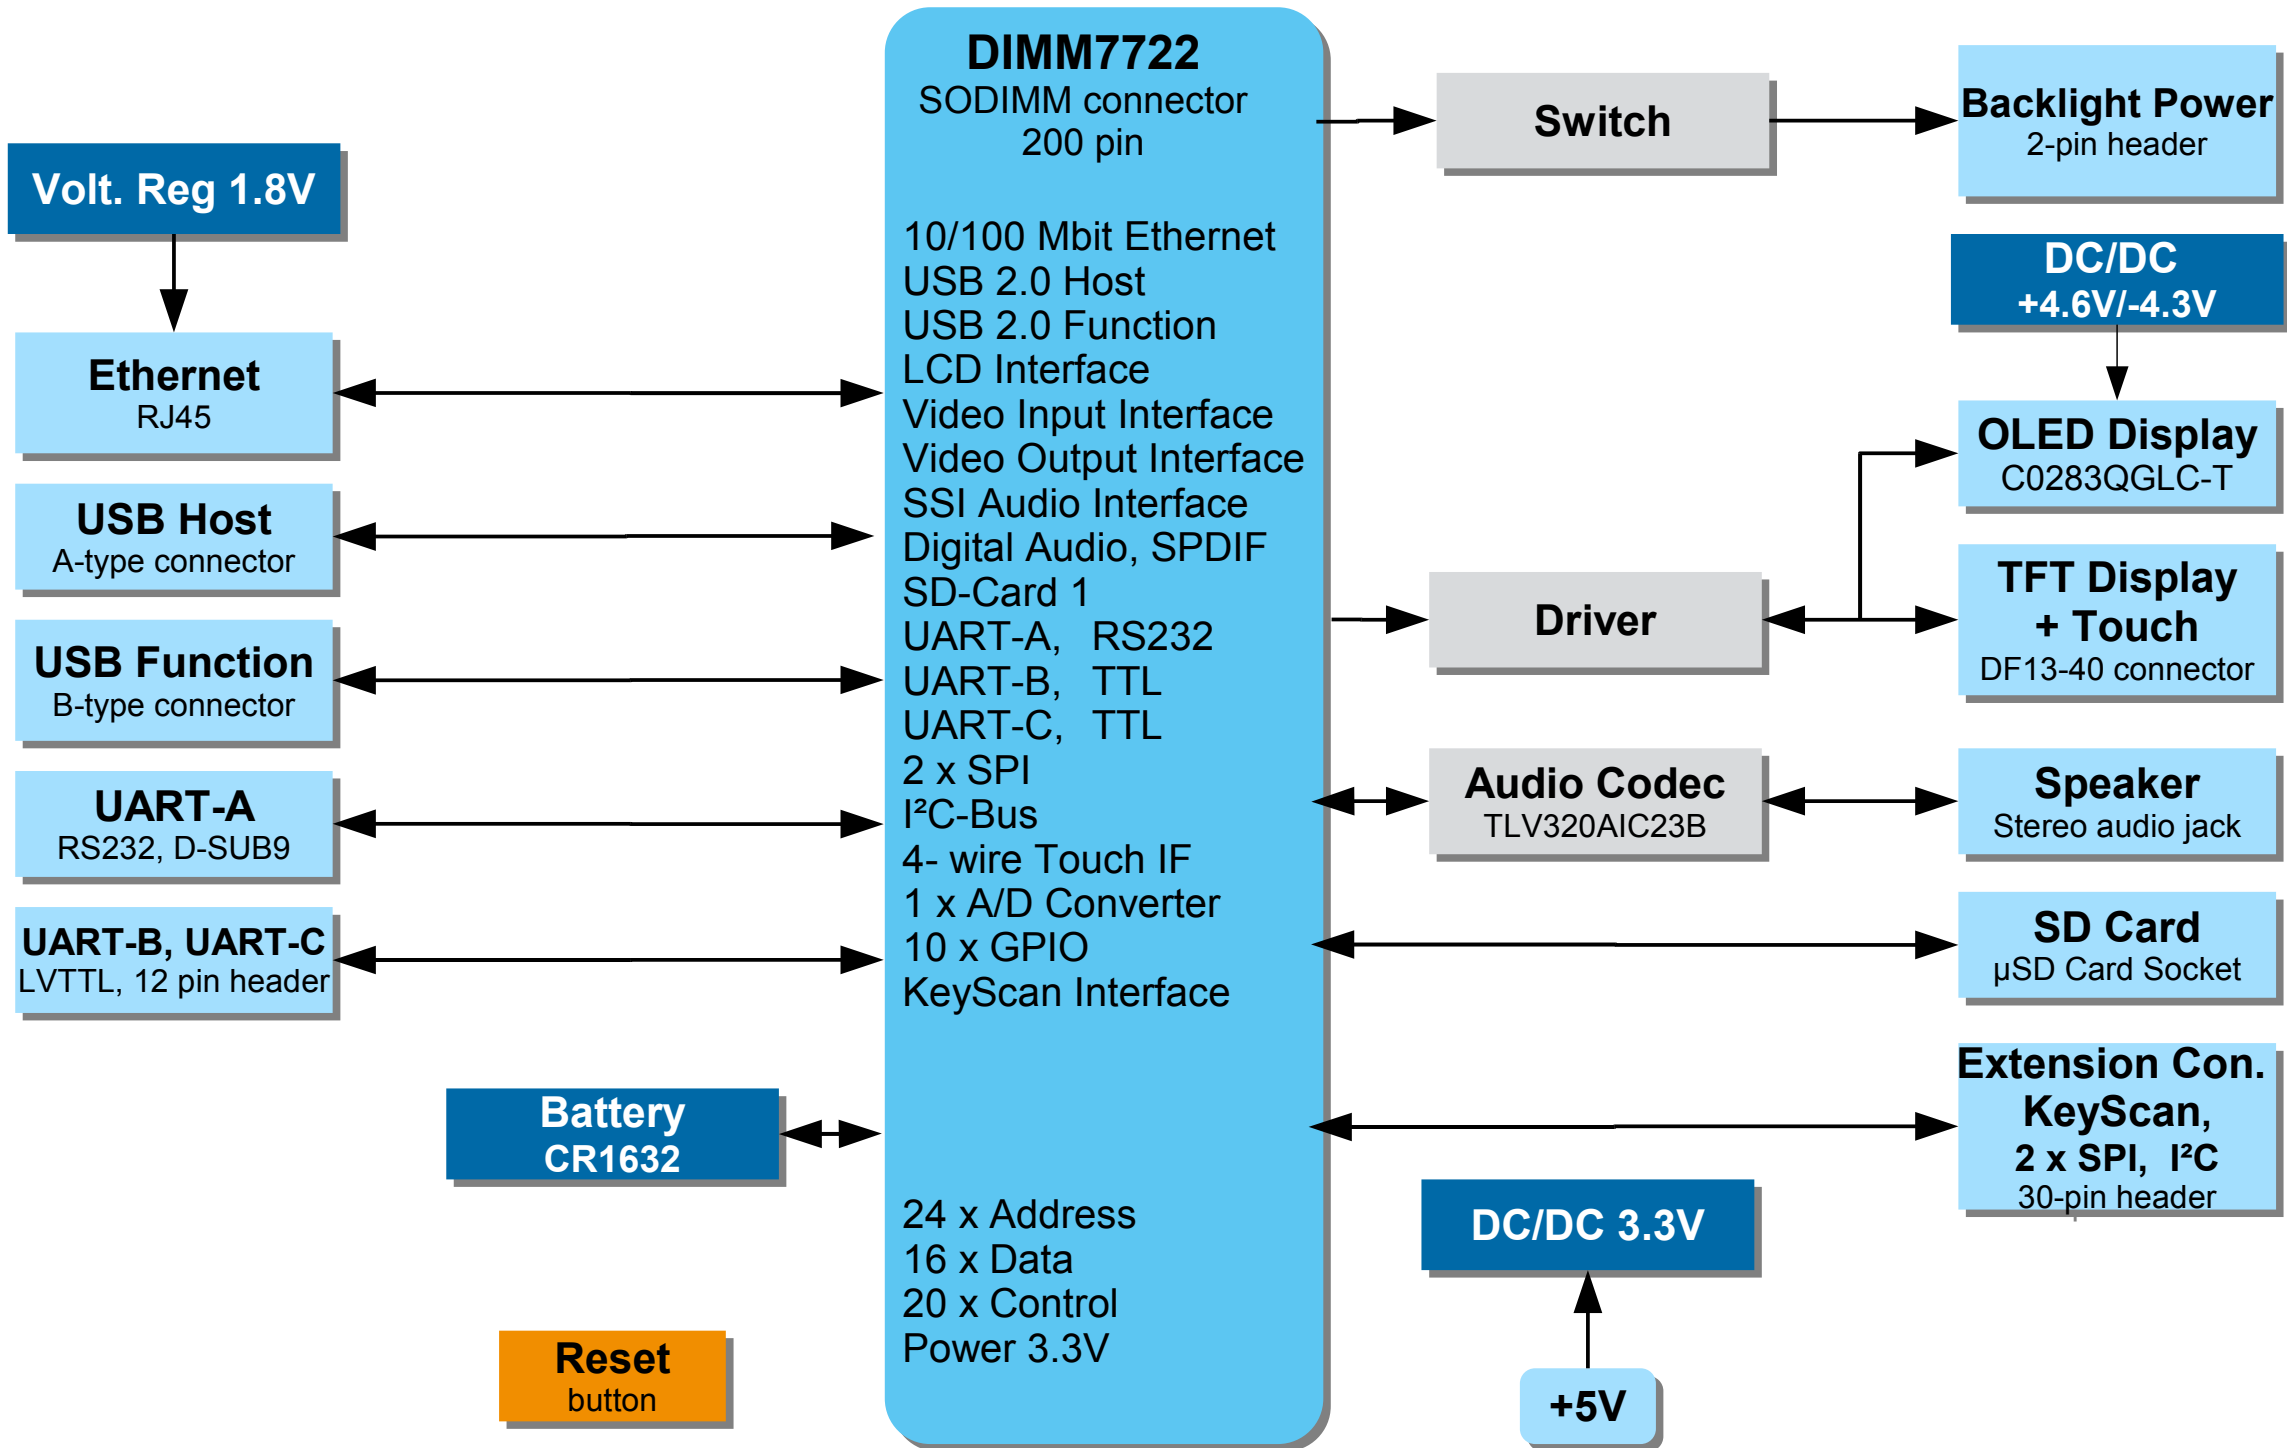 DIMM7722
SODIMM connector
200 pin
10/100 Mbit Ethernet
USB 2.0 Host
USB 2.0 Function
LCD Interface
Video Input Interface
Video Output Interface
SSI Audio Interface
Digital Audio, SPDIF
SD-Card 1
UART-A, RS232
UART-B, TTL
UART-C, TTL
2 x SPI
I²C-Bus
4- wire Touch IF
1 x A/D Converter
10 x GPIO
KeyScan Interface
24 x Address
16 x Data
20 x Control
Power 3.3V
Volt. Reg 1.8V
Ethernet
RJ45
USB Host
A-type connector
USB Function
B-type connector
UART-A
RS232, D-SUB9
UART-B, UART-C
LVTTL, 12 pin header
Battery
CR1632
Reset
button
Switch
Backlight Power
2-pin header
DC/DC
+4.6V/-4.3V
OLED Display
C0283QGLC-T
Driver
TFT Display
+ Touch
DF13-40 connector
Audio Codec
TLV320AIC23B
Speaker
Stereo audio jack
SD Card
µSD Card Socket
Extension Con.
KeyScan,
2 x SPI, I²C
30-pin header
DC/DC 3.3V
+5V